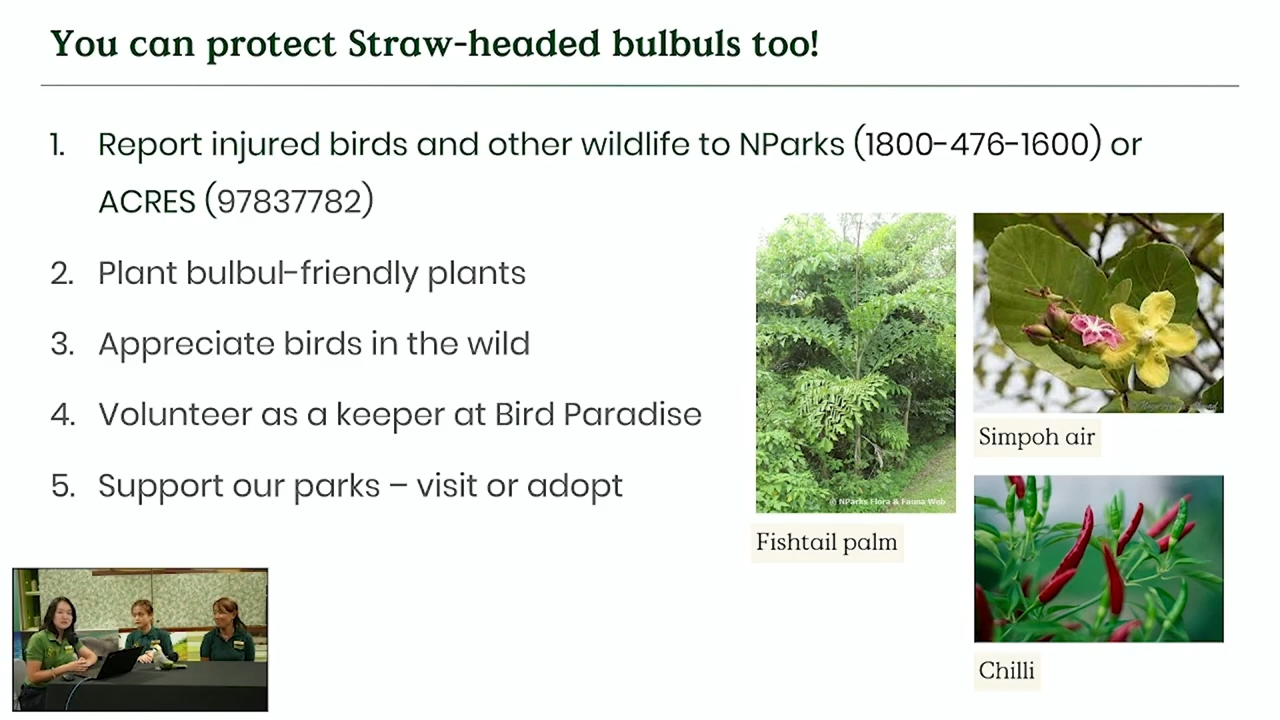 You can protect Straw-headed bulbuls too!
1. Report injured birds and other wildlife to NParks (1800-476-1600) or
ACRES (97837782)
2. Plant bulbul-friendly plants
3. Appreciate birds in the wild
4. Volunteer as a keeper at Bird Paradise
5. Support our parks – visit or adopt
© NParks Flora & Fauna Web
Fishtail palm
Simpoh air
Chilli